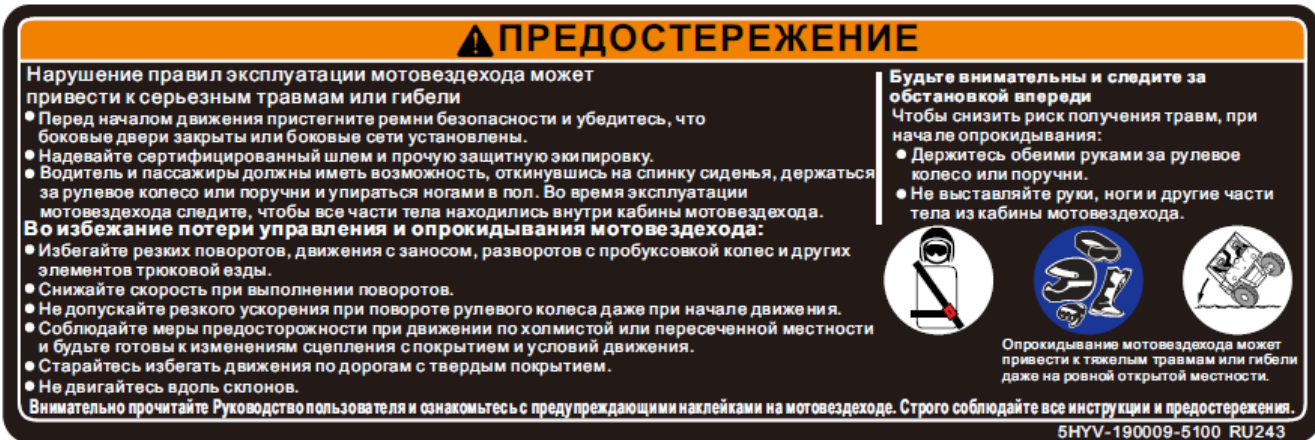 ПРЕДОСТЕРЕЖЕНИЕ
Нарушение правил эксплуатации мотовездехода может
привести к серьезным травмам или гибели
● Перед началом движения пристегните ремни безопасности и убедитесь, что
боковые двери закрыты или боковые сети установлены.
● Надевайте сертифицированный шлем и прочую защитную экипировку.
● Водитель и пассажиры должны иметь возможность, откинувшись на спинку сиденья, держаться
за рулевое колесо или поручни и упираться ногами в пол. Во время эксплуатации
мотовездехода следите, чтобы все части тела находились внутри кабины мотовездехода.
Во избежание потери управления и опрокидывания мотовездехода:
● Избегайте резких поворотов, движения с заносом, разворотов с пробуксовкой колес и других
элементов трюковой езды.
● Снижайте скорость при выполнении поворотов.
● Не допускайте резкого ускорения при повороте рулевого колеса даже при начале движения.
● Соблюдайте меры предосторожности при движении по холмистой или пересеченной местности
и будьте готовы к изменениям сцепления с покрытием и условий движения.
● Старайтесь избегать движения по дорогам с твердым покрытием.
● Не двигайтесь вдоль склонов.
Будьте внимательны и следите за
обстановкой впереди
Чтобы снизить риск получения травм, при
начале опрокидывания:
● Держитесь обеими руками за рулевое
колесо или поручни.
● Не выставляйте руки, ноги и другие части
тела из кабины мотовездехода.
Опрокидывание мотовездехода может
привести к тяжелым травмам или гибели
даже на ровной открытой местности.
Внимательно прочитайте Руководство пользователя и ознакомьтесь с предупреждающими наклейками на мотовездеходе. Строго соблюдайте все инструкции и предостережения.
5HYV-190009-5100 RU243